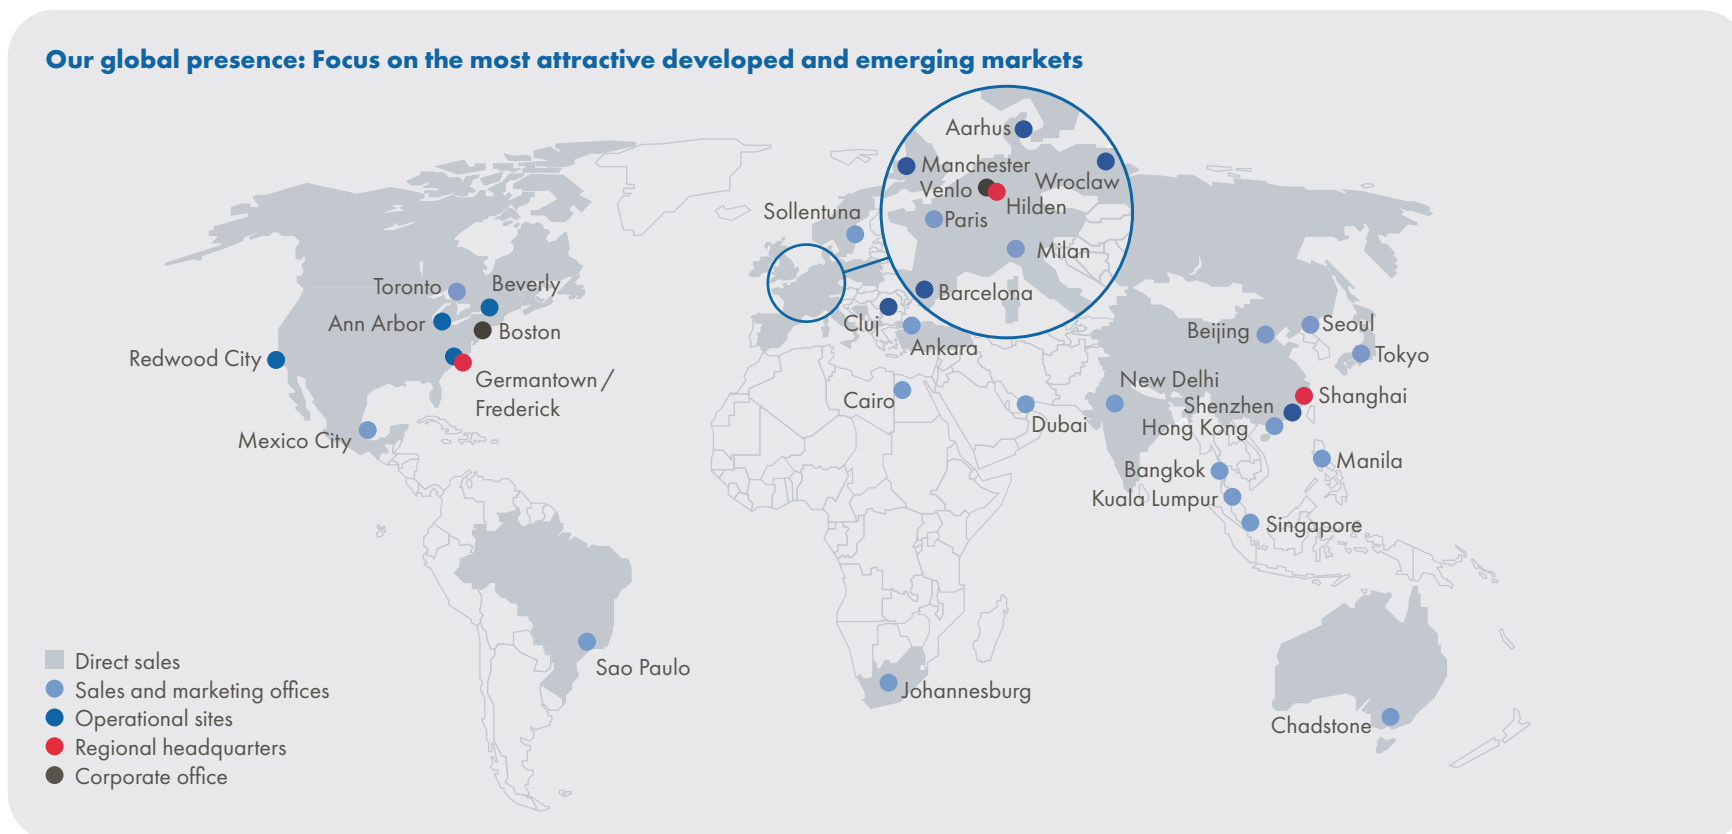 Our global presence: Focus on the most attractive developed and emerging markets
Aarhus
Manchester
Venlo
Wroclaw
Hilden
Paris
Milan
Barcelona
Sollentuna
Cluj
Ankara
Toronto
Beverly
Ann Arbor
Boston
Redwood City
Germantown /
Frederick
Mexico City
Cairo
Dubai
New Delhi
Beijing
Seoul
Tokyo
Shanghai
Shenzhen
Hong Kong
Bangkok
Manila
Kuala Lumpur
Singapore
Sao Paulo
Johannesburg
Chadstone
Direct sales
Sales and marketing offices
Operational sites
Regional headquarters
Corporate office